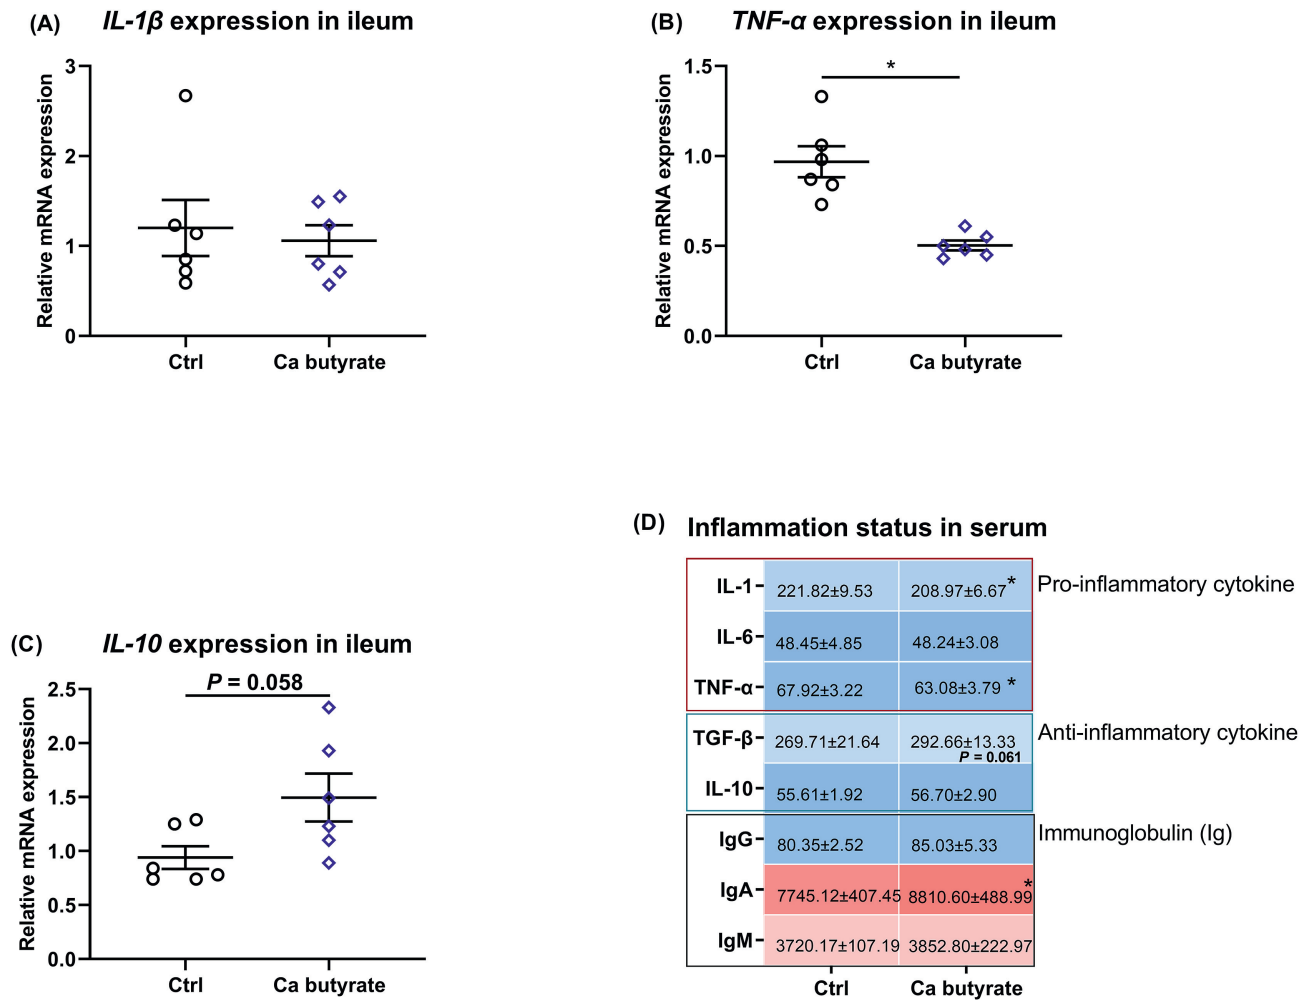 (A) IL-1β expression in ileum
Relative mRNA expression
3
2
1
0
Ctrl Ca butyrate
(B) TNF-α expression in ileum
Relative mRNA expression
1.5
1.0
0.5
0.0
*
Ctrl Ca butyrate
(C) IL-10 expression in ileum
Relative mRNA expression
2.5
2.0
1.5
1.0
0.5
0.0
P = 0.058
Ctrl Ca butyrate
(D) Inflammation status in serum
IL-1 221.82±9.53 208.97±6.67* Pro-inflammatory cytokine
IL-6 48.45±4.85 48.24±3.08
TNF-α 67.92±3.22 63.08±3.79 *
TGF-β 269.71±21.64 292.66±13.33 Anti-inflammatory cytokine
P = 0.061
IL-10 55.61±1.92 56.70±2.90
IgG 80.35±2.52 85.03±5.33 Immunoglobulin (Ig)
IgA 7745.12±407.45 8810.60±488.99 *
IgM 3720.17±107.19 3852.80±222.97
Ctrl Ca butyrate